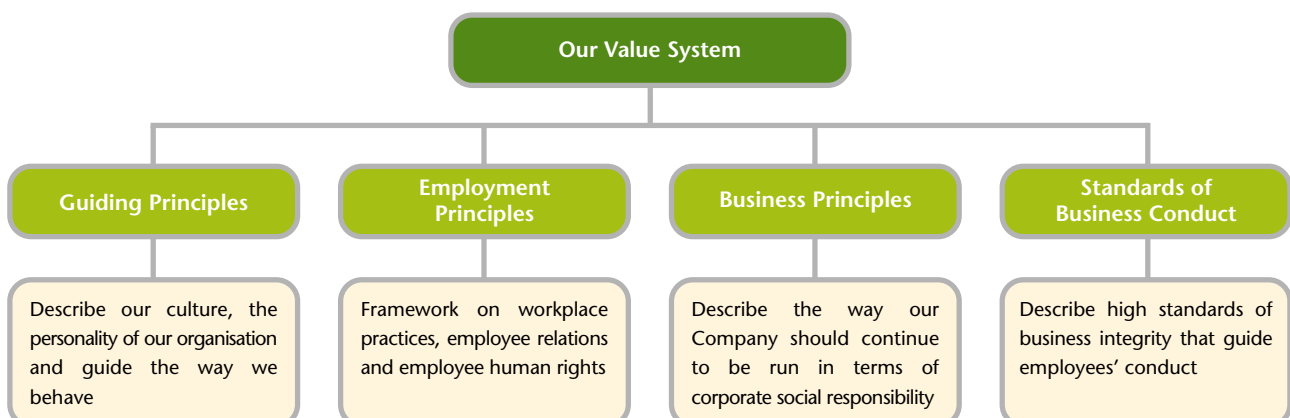 Our Value System
Guiding Principles
Employment
Principles
Business Principles
Standards of
Business Conduct
Describe our culture, the
personality of our organisation
and guide the way we
behave
Framework on workplace
practices, employee relations
and employee human rights
Describe the way our
Company should continue
to be run in terms of
corporate social responsibility
Describe high standards of
business integrity that guide
employees’ conduct